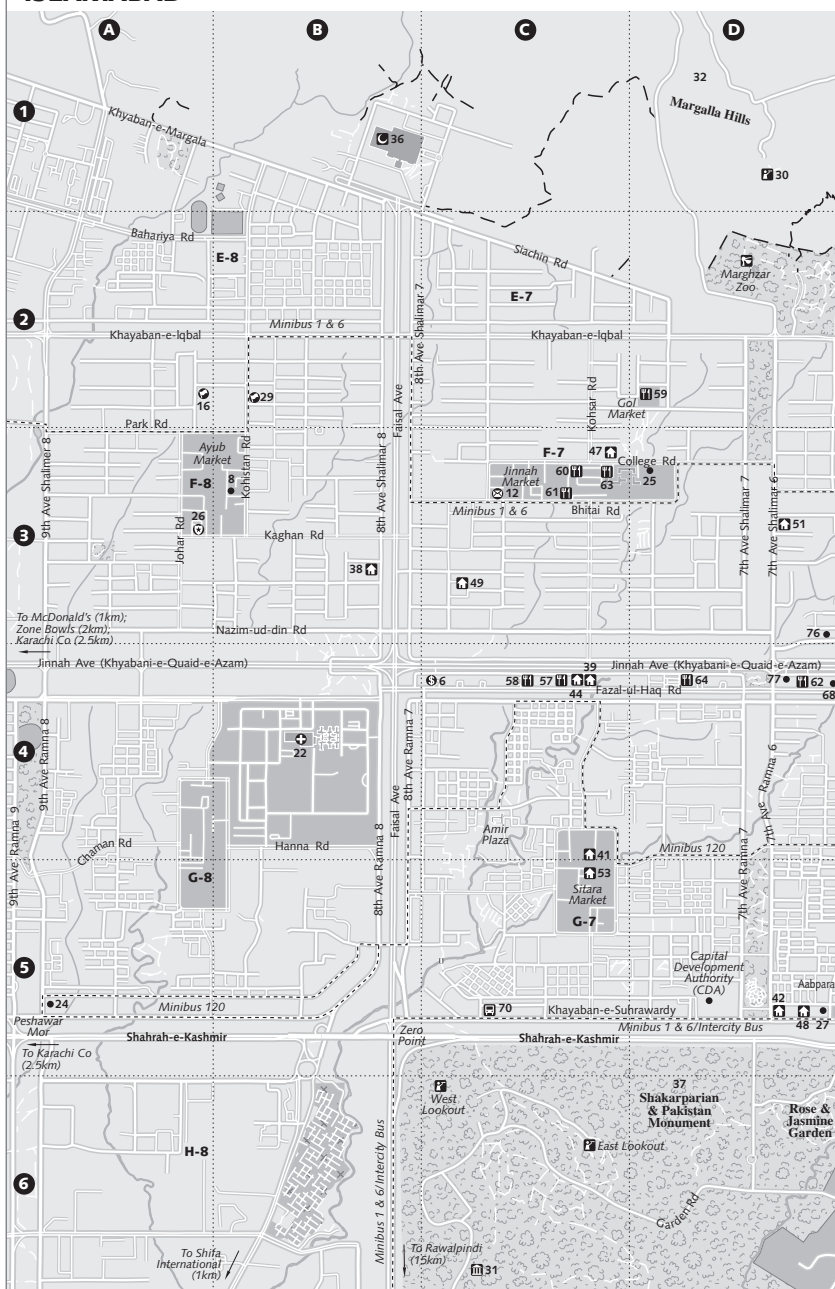 A
B
C
D
1
Khyaban-e-Margala
36
32
Margalla Hills
30
Bahariya Rd
E-8
Siachin Rd
Marghzar
Zoo
E-7
2
Minibus 1 & 6
Khayaban-e-Iqbal
Khayaban-e-Iqbal
8th Ave Shalimar 7
16
29
Faisal Ave
Kohsar Rd
59
Gol
Market
Park Rd
Ayub
Market
Kohistan Rd
8
F-8
9th Ave Shalimer 8
8th Ave Shalimar 8
F-7
47
College Rd
Jinnah
Market
60
63
25
12
61
Minibus 1 & 6
Bhitai Rd
7th Ave Shalimar 7
7th Ave Shalimar 6
51
26
3
Johar Rd
Kaghan Rd
38
49
To McDonald's (1km);
Zone Bowls (2km);
Karachi Co (2.5km)
Nazim-ud-din Rd
76
Jinnah Ave (Khyabani-e-Quaid-e-Azam)
39
Jinnah Ave (Khyabani-e-Quaid-e-Azam)
6
58
57
44
64
77
62
68
Fazal-ul-Haq Rd
4
22
9th Ave Ramna 8
8th Ave Ramna 7
7th Ave Ramna 6
9th Ave Ramna 9
Chaman Rd
Faisal Ave
Amir
Plaza
Hanna Rd
41
Minibus 120
53
Sitara
Market
G-8
G-7
8th Ave Ramna 8
7th Ave Ramna 7
5
Capital
Development
Authority
(CDA)
Aabpara
24
Minibus 120
70
Khayaban-e-Suhrawardy
42
48
27
Peshawar
Mor
Minibus 1 & 6/Intercity Bus
Shahrah-e-Kashmir
Zero
Point
Shahrah-e-Kashmir
To Karachi Co
(2.5km)
West
Lookout
37
Shakarparian
& Pakistan
Monument
Rose &
Jasmine
Garden
H-8
East Lookout
6
Minibus 1 & 6/Intercity Bus
Garden Rd
To Shifa
International
(1km)
To Rawalpindi
(15km)
31